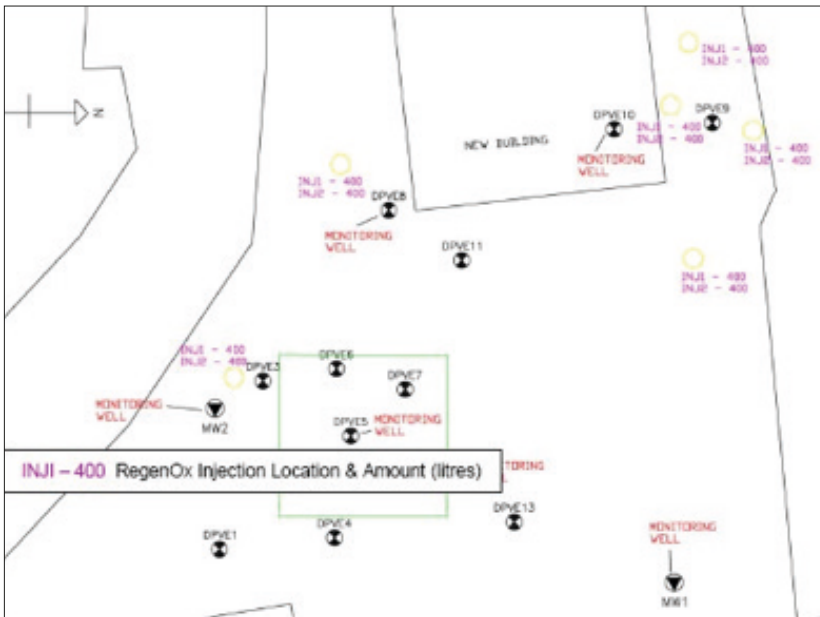 INJ1 - 400
INJ2 - 400
DPVE10
DPVE9
INJ1 - 400
INJ2 - 400
INJ1 - 400
INJ2 - 400
N
NEW BUILDING
MONITORING
WELL
INJ1 - 400
INJ2 - 400
DPVE8
MONITORING
WELL
DPVE11
INJ1 - 400
INJ2 - 400
INJ1 - 400
INJ2 - 400
DPVE3
DPVE6
DPVE7
MONITORING
WELL
MW2
DPVE5
MONITORING
WELL
INJI – 400 RegenOx Injection Location & Amount (litres)
TORING
DPVE1
DPVE4
DPVE13
MONITORING
WELL
MW1